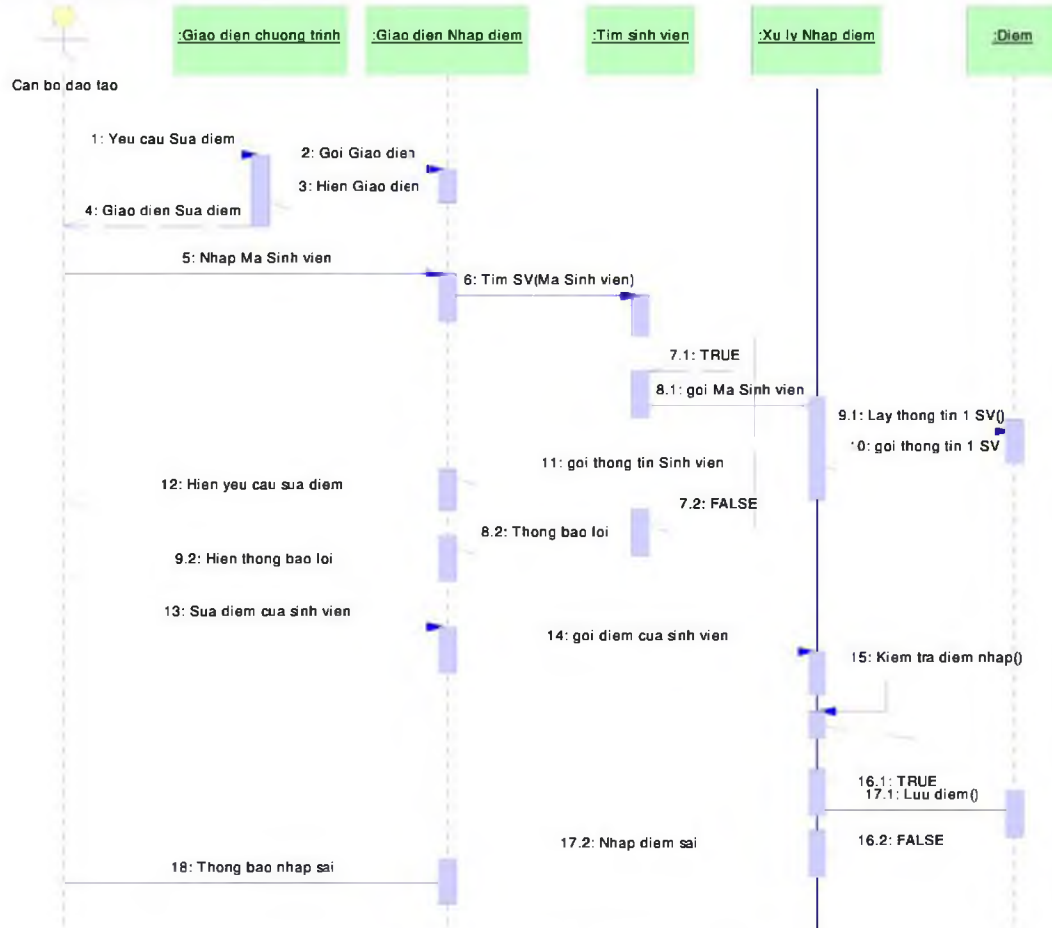 :Giao dien chuong trinh
:Giao dien Nhap diem
:Tim sinh vien
:Xu ly Nhap diem
:Diem
Can bo dao tao
1: Yeu cau Sua diem
2: Goi Giao dien
3: Hien Giao dien
4: Giao dien Sua diem
5: Nhap Ma Sinh vien
6: Tim SV(Ma Sinh vien)
7.1: TRUE
8.1: goi Ma Sinh vien
9.1: Lay thong tin 1 SV()
10: goi thong tin 1 SV
11: goi thong tin Sinh vien
12: Hien yeu cau sua diem
7.2: FALSE
8.2: Thong bao loi
9.2: Hien thong bao loi
13: Sua diem cua sinh vien
14: goi diem cua sinh vien
15: Kiem tra diem nhap()
16.1: TRUE
17.1: Luu diem()
17.2: Nhap diem sai
16.2: FALSE
18: Thong bao nhap sai